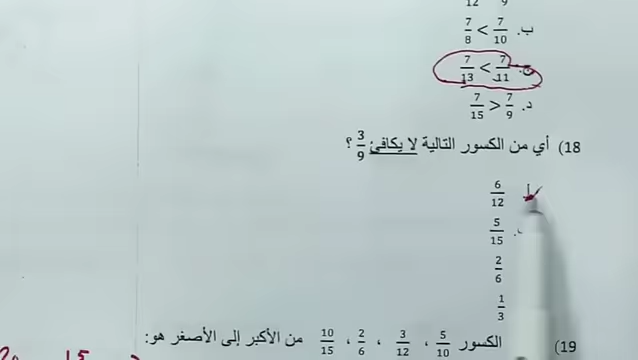 12 9
ب. 7/8 < 7/10
ج. 7/13 < 7/11
د. 7/15 > 7/9
18) أي من الكسور التالية لا يكافئ 3/9 ؟
6/12
5/15
2/6
1/3
19) الكسور 5/10 ، 3/12 ، 2/6 ، 10/15 من الأكبر إلى الأصغر هو: